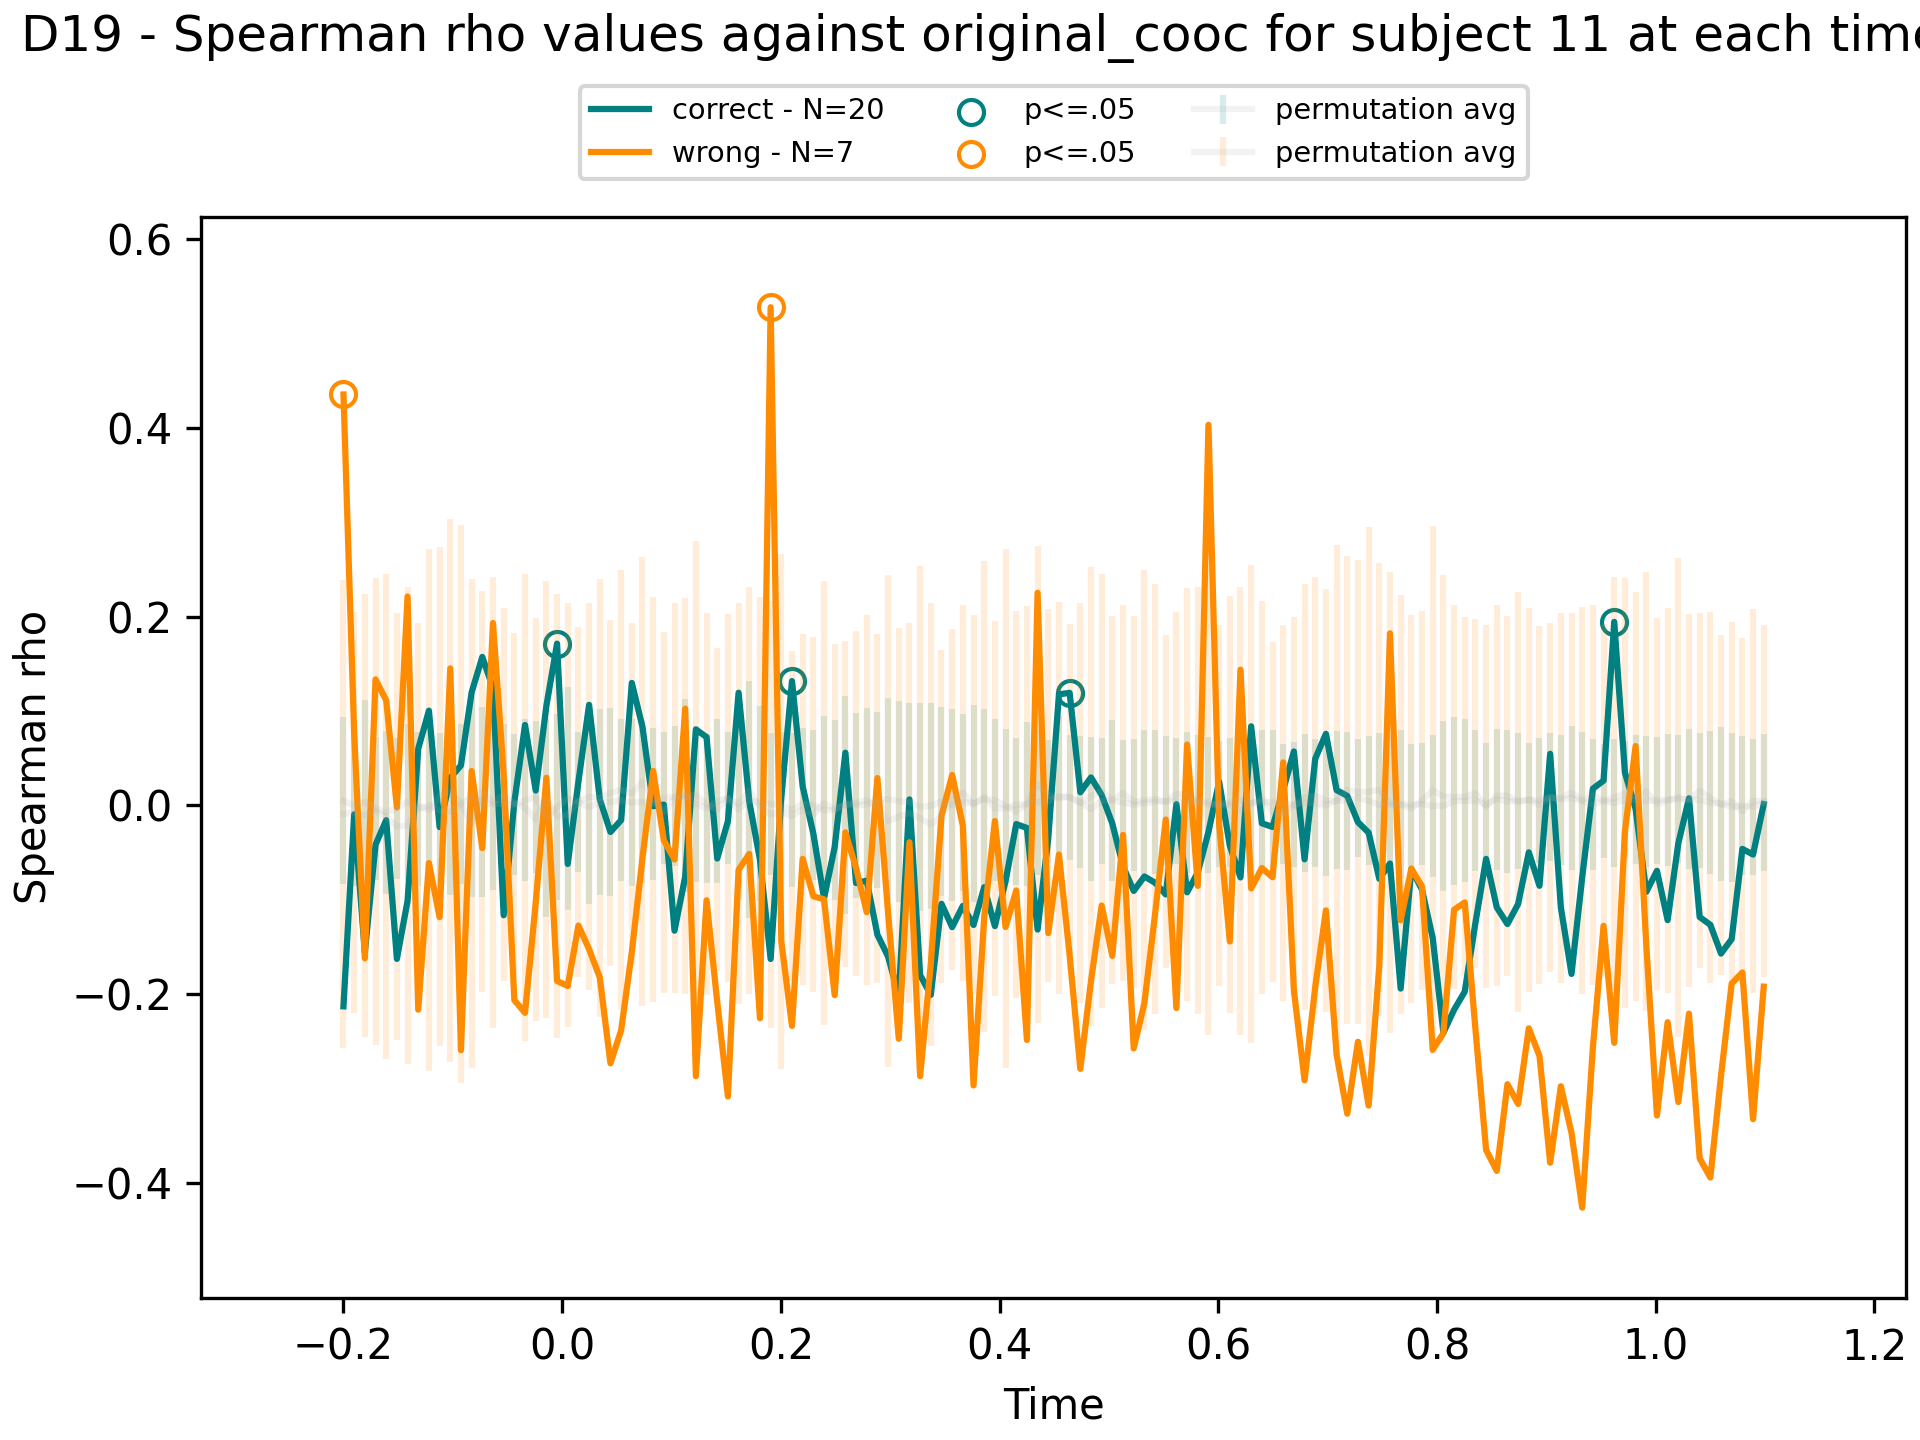 D19 - Spearman rho values against original_cooc for subject 11 at each time
correct - N=20
p<=.05
permutation avg
wrong - N=7
p<=.05
permutation avg
0.6
0.4
0.2
0.0
−0.2
−0.4
Spearman rho
−0.2
0.0
0.2
0.4
0.6
0.8
1.0
1.2
Time